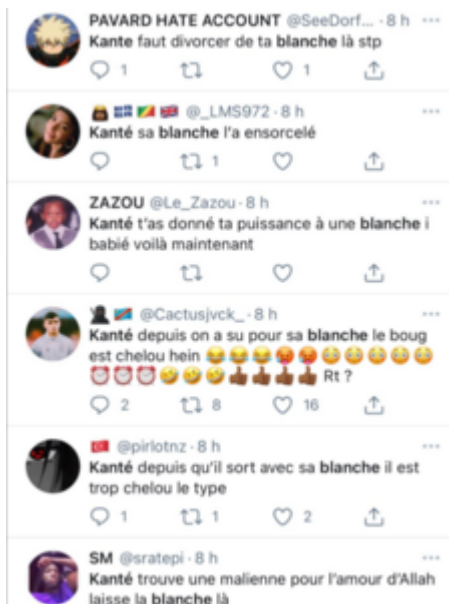 PAVARD HATE ACCOUNT @SeeDorf... · 8 h
Kante faut divorcer de ta blanche là stp
1 1
@_LMS972 · 8 h
Kanté sa blanche l'a ensorcelé
1
ZAZOU @Le_Zazou · 8 h
Kanté t'as donné ta puissance à une blanche i
babié voilà maintenant
@Cactusjvck_ · 8 h
Kanté depuis on a su pour sa blanche le boug
est chelou hein 😂😂😂🥵🥵😳😳😳😳😳
⏰⏰⏰🤣🤣🤣👍🏾👍🏾👍🏾👍🏾 Rt ?
2 8 16
@pirlotnz · 8 h
Kanté depuis qu'il sort avec sa blanche il est
trop chelou le type
1 1 2
SM @sratepi · 8 h
Kanté trouve une malienne pour l'amour d'Allah
laisse la blanche là